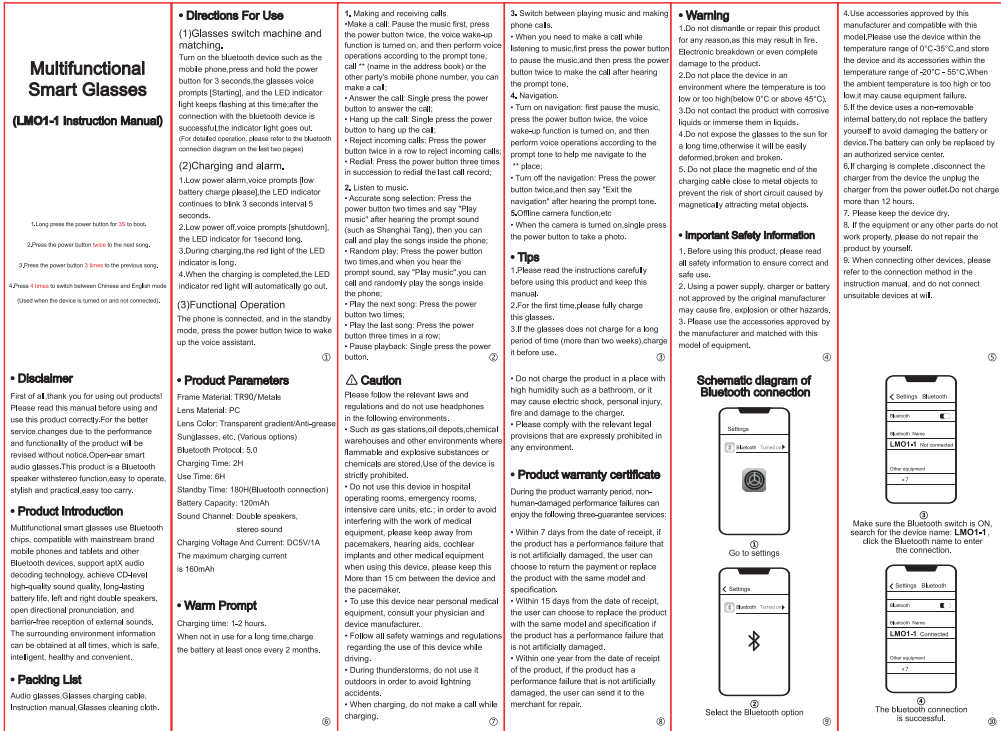 Multifunctional
Smart Glasses
(LMO1-1 Instruction Manual)
1.Long press the power button for 3S to boot.
2.Press the power button twice to the next song.
3.Press the power button 3 times to the previous song.
4.Press 4 times to switch between Chinese and English mode
(Used when the device is turned on and not connected).
• Directions For Use
(1)Glasses switch machine and
matching.
Turn on the bluetooth device such as the
mobile phone,press and hold the power
button for 3 seconds,the glasses voice
prompts [Starting], and the LED indicator
light keeps flashing at this time;after the
connection with the bluetooth device is
successful,the indicator light goes out.
(For detailed operation, please refer to the bluetooth
connection diagram on the last two pages)
(2)Charging and alarm.
1.Low power alarm,voice prompts [low
battery charge please],the LED indicator
continues to blink 3 seconds interval 5
seconds.
2.Low power off,voice prompts [shutdown],
the LED indicator for 1second long.
3.During charging,the red light of the LED
indicator is long.
4.When the charging is completed,the LED
indicator red light will automatically go out.
(3)Functional Operation
The phone is connected, and in the standby
mode, press the power button twice to wake
up the voice assistant.
①
1. Making and receiving calls.
•Make a call: Pause the music first, press
the power button twice, the voice wake-up
function is turned on, and then perform voice
operations according to the prompt tone,
call ** (name in the address book) or the
other party's mobile phone number, you can
make a call;
• Answer the call: Single press the power
button to answer the call;
• Hang up the call: Single press the power
button to hang up the call;
• Reject incoming calls: Press the power
button twice in a row to reject incoming calls;
• Redial: Press the power button three times
in succession to redial the last call record;
2. Listen to music.
• Accurate song selection: Press the
power button two times and say "Play
music" after hearing the prompt sound
(such as Shanghai Tang), then you can
call and play the songs inside the phone;
• Random play: Press the power button
two times,and when you hear the
prompt sound, say "Play music",you can
call and randomly play the songs inside
the phone;
• Play the next song: Press the power
button two times;
• Play the last song: Press the power
button three times in a row;
• Pause playback: Single press the power
button.
②
3. Switch between playing music and making
phone calls.
• When you need to make a call while
listening to music,first press the power button
to pause the music,and then press the power
button twice to make the call after hearing
the prompt tone.
4. Navigation.
• Turn on navigation: first pause the music,
press the power button twice, the voice
wake-up function is turned on, and then
perform voice operations according to the
prompt tone to help me navigate to the
** place;
• Turn off the navigation: Press the power
button twice,and then say "Exit the
navigation" after hearing the prompt tone.
5.Offline camera function,etc
• When the camera is turned on,single press
the power button to take a photo.
• Tips
1.Please read the instructions carefully
before using this product and keep this
manual.
2.For the first time,please fully charge
this glasses.
3.If the glasses does not charge for a long
period of time (more than two weeks),charge
it before use.
③
• Warning
1.Do not dismantle or repair this product
for any reason,as this may result in fire.
Electronic breakdown or even complete
damage to the product.
2.Do not place the device in an
environment where the temperature is too
low or too high(below 0°C or above 45°C).
3.Do not contact the product with corrosive
liquids or immerse them in liquids.
4.Do not expose the glasses to the sun for
a long time,otherwise it will be easily
deformed,broken and broken.
5. Do not place the magnetic end of the
charging cable close to metal objects to
prevent the risk of short circuit caused by
magnetically attracting metal objects.
• Important Safety Information
1. Before using this product, please read
all safety information to ensure correct and
safe use.
2. Using a power supply, charger or battery
not approved by the original manufacturer
may cause fire, explosion or other hazards.
3. Please use the accessories approved by
the manufacturer and matched with this
model of equipment.
④
4.Use accessories approved by this
manufacturer and compatible with this
model.Please use the device within the
temperature range of 0°C-35°C,and store
the device and its accessories within the
temperature range of -20°C - 55°C.When
the ambient temperature is too high or too
low,it may cause equipment failure.
5.If the device uses a non-removable
internal battery,do not replace the battery
yourself to avoid damaging the battery or
device.The battery can only be replaced by
an authorized service center.
6.If charging is complete .disconnect the
charger from the device the unplug the
charger from the power outlet.Do not charge
more than 12 hours.
7. Please keep the device dry.
8. If the equipment or any other parts do not
work properly, please do not repair the
product by yourself.
9. When connecting other devices, please
refer to the connection method in the
instruction manual, and do not connect
unsuitable devices at will.
⑤
• Disclaimer
First of all,thank you for using out products!
Please read this manual before using and
use this product correctly.For the better
service.changes due to the performance
and functionality of the product will be
revised without notice.Open-ear smart
audio glasses.This product is a Bluetooth
speaker withstereo function,easy to operate,
stylish and practical,easy too carry.
• Product Introduction
Multifunctional smart glasses use Bluetooth
chips, compatible with mainstream brand
mobile phones and tablets and other
Bluetooth devices, support aptX audio
decoding technology, achieve CD-level
high-quality sound quality, long-lasting
battery life, left and right double speakers,
open directional pronunciation, and
barrier-free reception of external sounds.
The surrounding environment information
can be obtained at all times, which is safe,
intelligent, healthy and convenient.
• Packing List
Audio glasses,Glasses charging cable,
Instruction manual,Glasses cleaning cloth.
• Product Parameters
Frame Material: TR90/Metals
Lens Material: PC
Lens Color: Transparent gradient/Anti-grease
Sunglasses, etc. (Various options)
Bluetooth Protocol: 5.0
Charging Time: 2H
Use Time: 6H
Standby Time: 180H(Bluetooth connection)
Battery Capacity: 120mAh
Sound Channel: Double speakers,
stereo sound
Charging Voltage And Current: DC5V/1A
The maximum charging current
is 160mAh
• Warm Prompt
Charging time: 1-2 hours.
When not in use for a long time,charge
the battery at least once every 2 months.
⑥
⚠ Caution
Please follow the relevant laws and
regulations and do not use headphones
in the following environments.
• Such as gas stations,oil depots,chemical
warehouses and other environments where
flammable and explosive substances or
chemicals are stored,Use of the device is
strictly prohibited.
• Do not use this device in hospital
operating rooms, emergency rooms,
intensive care units, etc.; in order to avoid
interfering with the work of medical
equipment, please keep away from
pacemakers, hearing aids, cochlear
implants and other medical equipment
when using this device, please keep this
More than 15 cm between the device and
the pacemaker.
• To use this device near personal medical
equipment, consult your physician and
device manufacturer.
• Follow all safety warnings and regulations
regarding the use of this device while
driving.
• During thunderstorms, do not use it
outdoors in order to avoid lightning
accidents.
• When charging, do not make a call while
charging.
⑦
• Do not charge the product in a place with
high humidity such as a bathroom, or it
may cause electric shock, personal injury,
fire and damage to the charger.
• Please comply with the relevant legal
provisions that are expressly prohibited in
any environment.
• Product warranty certificate
During the product warranty period, non-
human-damaged performance failures can
enjoy the following three-guarantee services:
• Within 7 days from the date of receipt, if
the product has a performance failure that
is not artificially damaged, the user can
choose to return the payment or replace
the product with the same model and
specification.
• Within 15 days from the date of receipt,
the user can choose to replace the product
with the same model and specification if
the product has a performance failure that
is not artificially damaged.
• Within one year from the date of receipt
of the product, if the product has a
performance failure that is not artificially
damaged, the user can send it to the
merchant for repair.
⑧
Schematic diagram of
Bluetooth connection
Settings
Bluetooth Turned on
①
Go to settings
Settings
Bluetooth Turned on
②
Select the Bluetooth option
⑨
Settings Bluetooth
Bluetooth
Bluetooth Name
LMO1-1 Not connected
Other equipment
×7
③
Make sure the Bluetooth switch is ON,
search for the device name: LMO1-1,
click the Bluetooth name to enter
the connection.
Settings Bluetooth
Bluetooth
Bluetooth Name
LMO1-1 Connected
Other equipment
×7
④
The bluetooth connection
is successful.
⑩